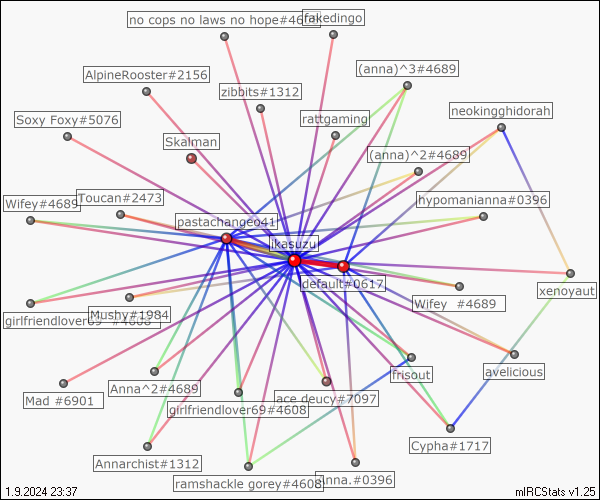 no cops no laws no hope#4684
fakedingo
AlpineRooster#2156
(anna)^3#4689
zibbits#1312
neokingghidorah
Soxy Foxy#5076
rattgaming
Skalman
(anna)^2#4689
Wifey#4689
Toucan#2473
hypomanianna#0396
pastachangeo41
ikasuzu
default#0617
xenoyaut
Wifey #4689
Mushy#1984
girlfriendlover69 #4608
Mad #6901
Anna^2#4689
frisout
avelicious
ace deucy#7097
girlfriendlover69#4608
Cypha#1717
Annarchist#1312
ramshackle gorey#4688
Anna.#0396
1.9.2024 23:37
mIRCStats v1.25